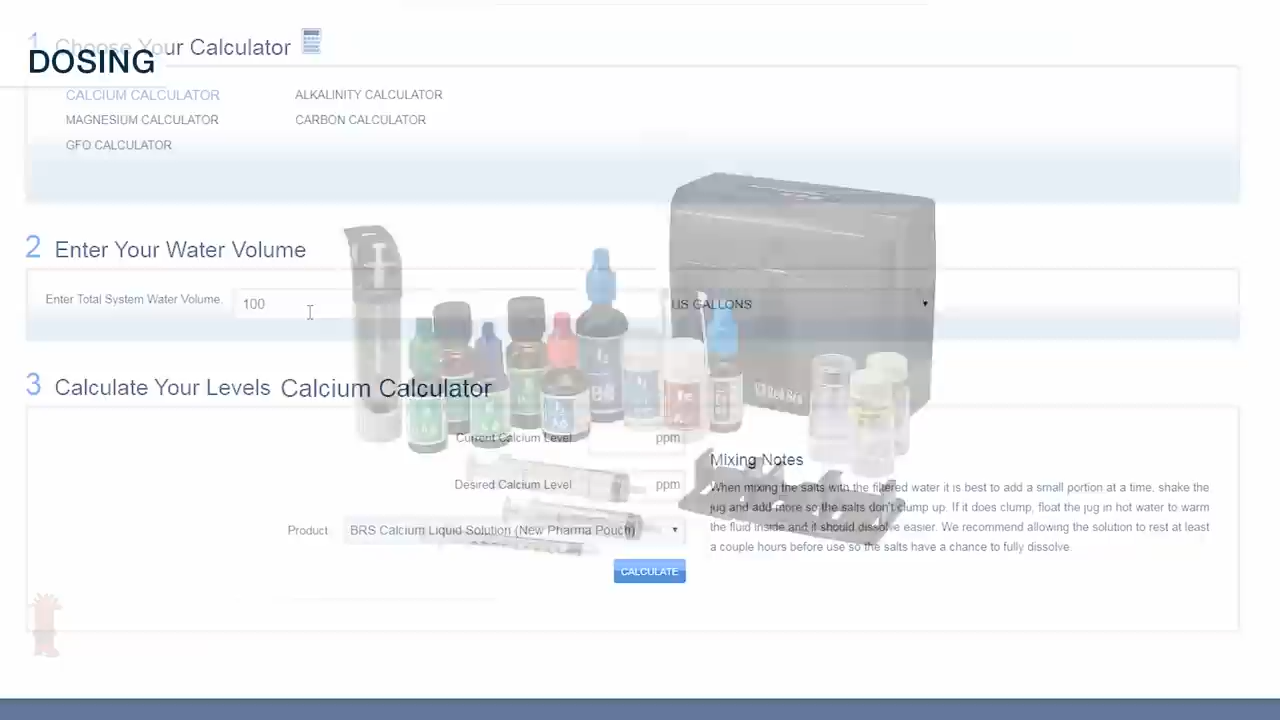 1 Choose Your Calculator
DOSING
CALCIUM CALCULATOR
ALKALINITY CALCULATOR
MAGNESIUM CALCULATOR
CARBON CALCULATOR
GFO CALCULATOR
2 Enter Your Water Volume
Enter Total System Water Volume.
100
US GALLONS
3 Calculate Your Levels
Calcium Calculator
Current Calcium Level
ppm
Desired Calcium Level
ppm
Product
BRS Calcium Liquid Solution (New Pharma Pouch)
CALCULATE
Mixing Notes
When mixing the salts with the filtered water it is best to add a small portion at a time, shake the
jug and add more so the salts don't clump up. If it does clump, float the jug in hot water to warm
the fluid inside and it should dissolve easier. We recommend allowing the solution to rest at least
a couple hours before use so the salts have a chance to fully dissolve.